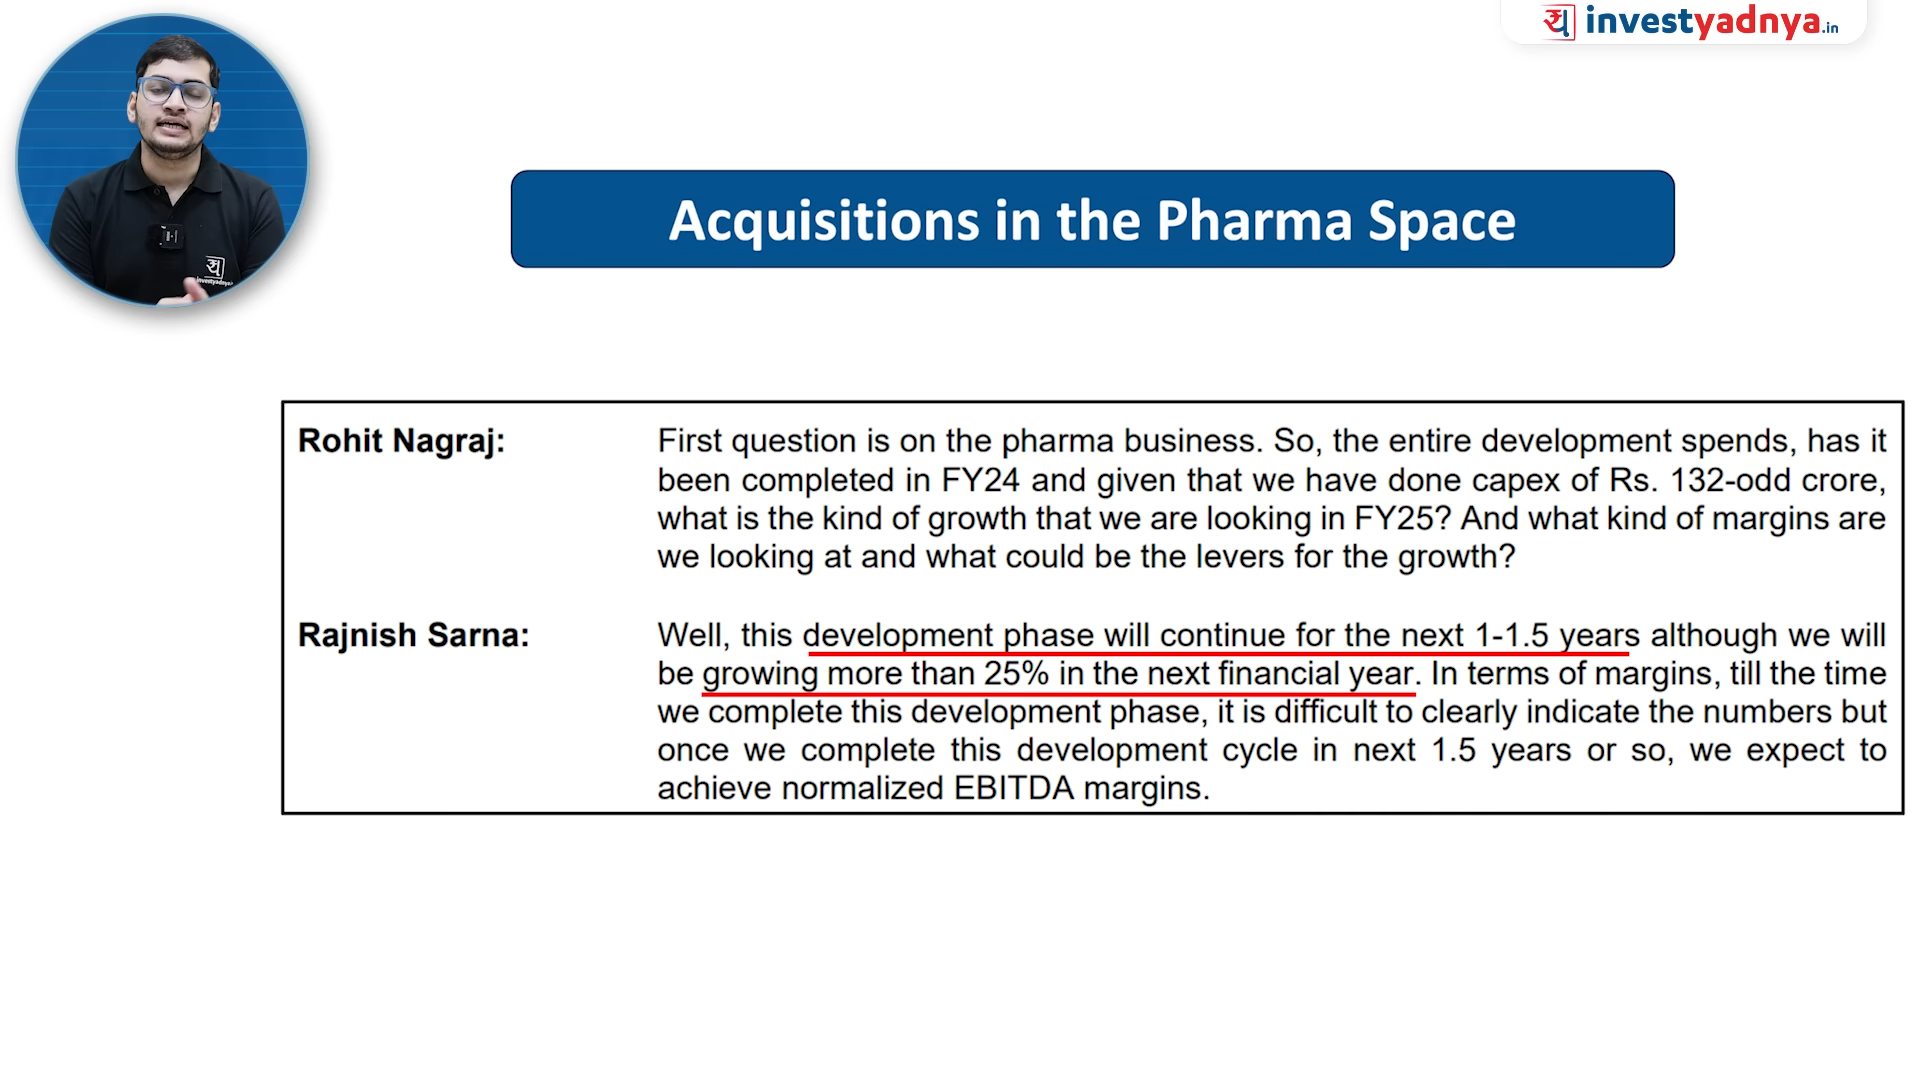 investyadnya.in
Acquisitions in the Pharma Space
Rohit Nagraj: First question is on the pharma business. So, the entire development spends, has it
been completed in FY24 and given that we have done capex of Rs. 132-odd crore,
what is the kind of growth that we are looking in FY25? And what kind of margins are
we looking at and what could be the levers for the growth?
Rajnish Sarna: Well, this development phase will continue for the next 1-1.5 years although we will
be growing more than 25% in the next financial year. In terms of margins, till the time
we complete this development phase, it is difficult to clearly indicate the numbers but
once we complete this development cycle in next 1.5 years or so, we expect to
achieve normalized EBITDA margins.
investyadnya